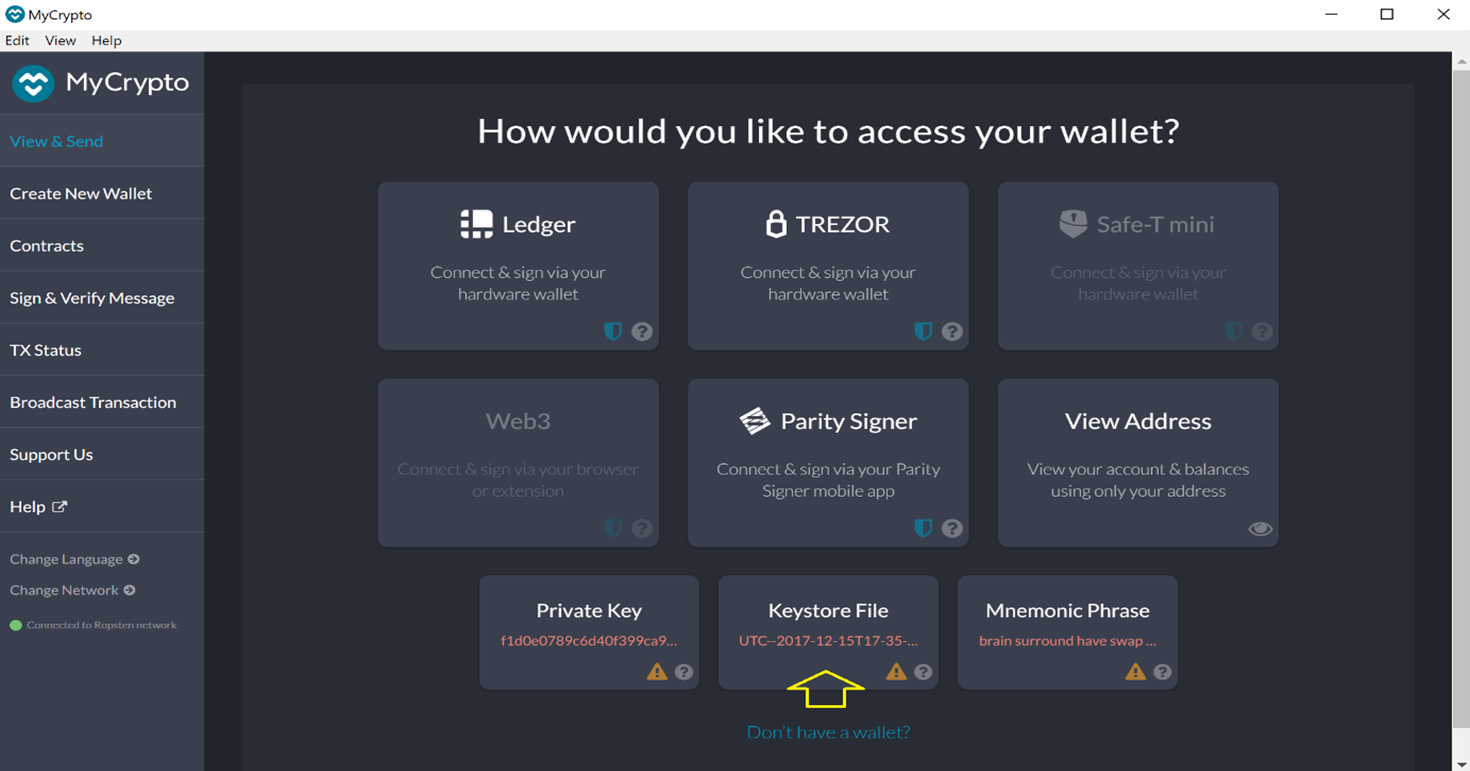 MyCrypto
Edit View Help
MyCrypto
View & Send
Create New Wallet
Contracts
Sign & Verify Message
TX Status
Broadcast Transaction
Support Us
Help
Change Language
Change Network
Connected to Ropsten network
How would you like to access your wallet?
Ledger
Connect & sign via your
hardware wallet
?
TREZOR
Connect & sign via your
hardware wallet
?
Safe-T mini
Connect & sign via your
hardware wallet
?
Web3
Connect & sign via your browser
or extension
?
Parity Signer
Connect & sign via your Parity
Signer mobile app
?
View Address
View your account & balances
using only your address
Private Key
f1d0e0789c6d40f399ca9...
?
Keystore File
UTC--2017-12-15T17-35-...
?
Mnemonic Phrase
brain surround have swap ...
?
Don't have a wallet?